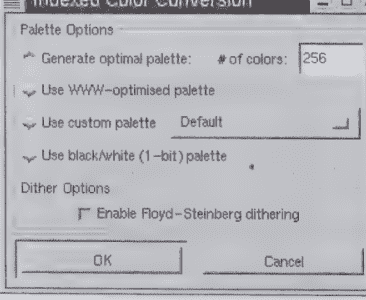 Indexed Color Conversion
Palette Options
Generate optimal palette: # of colors: 256
Use WWW-optimised palette
Use custom palette Default
Use black/white (1-bit) palette
Dither Options
Enable Floyd-Steinberg dithering
OK Cancel